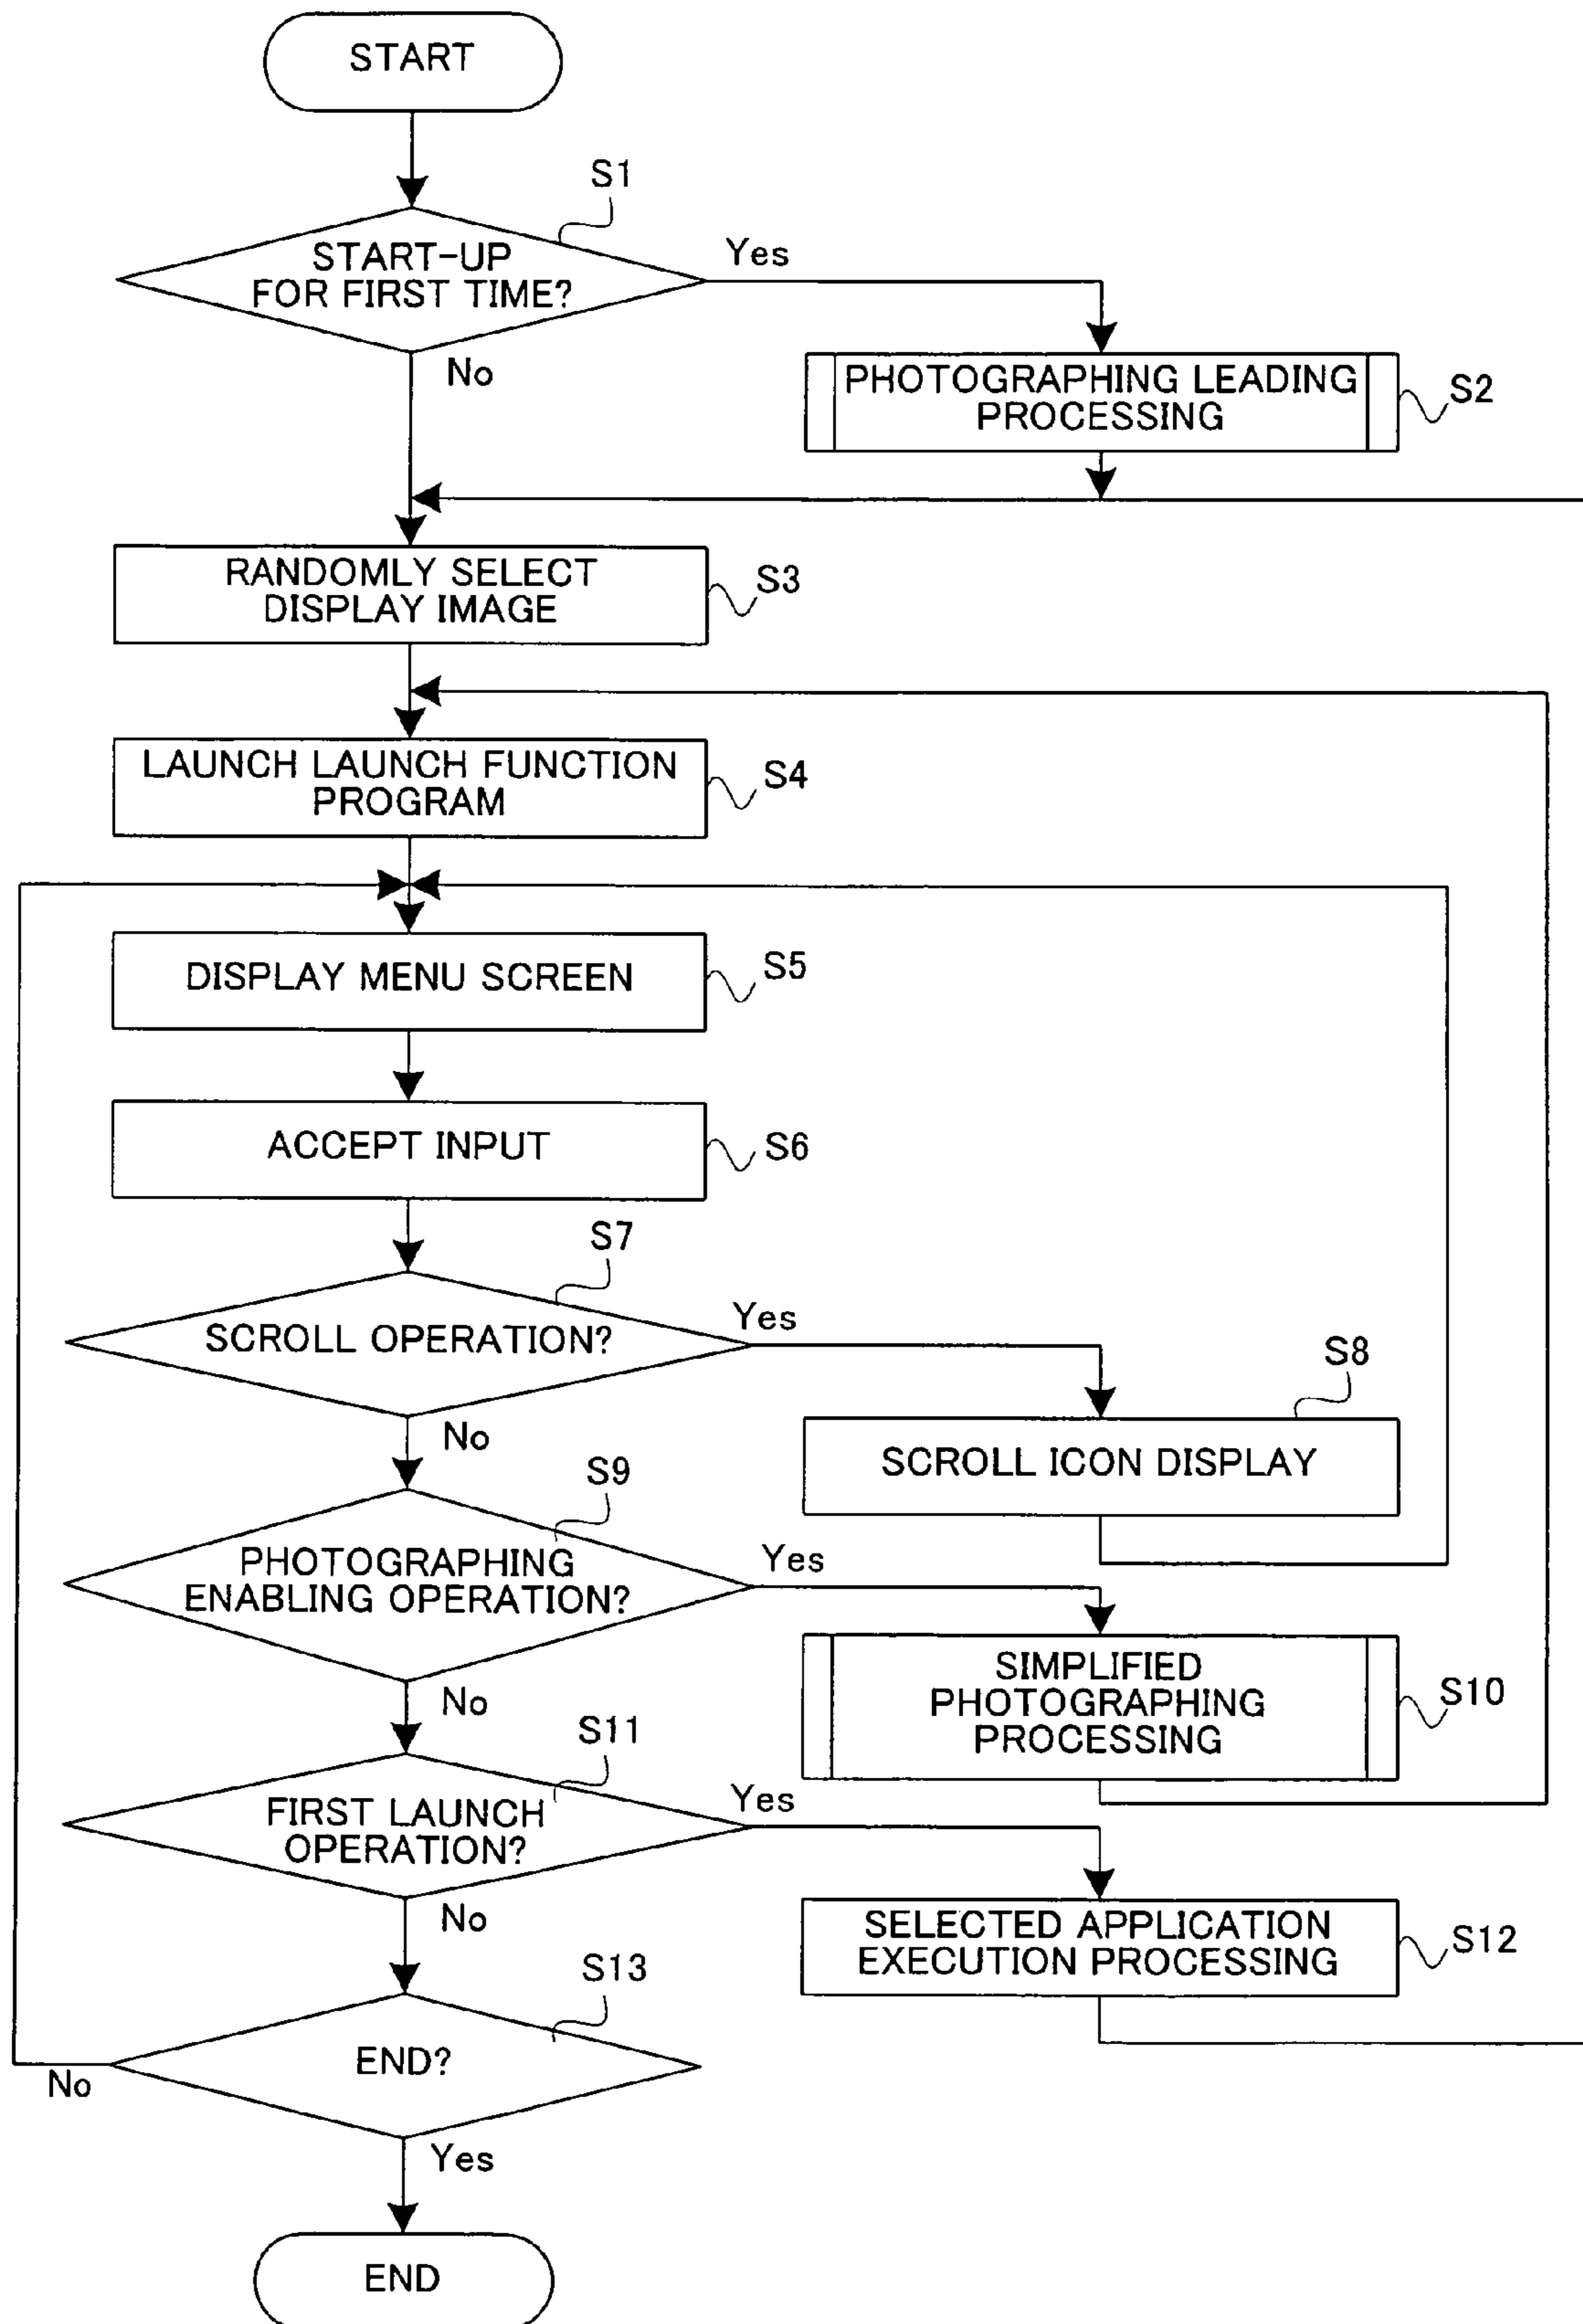 START
S1
START-UP
FOR FIRST TIME?
Yes
No
PHOTOGRAPHING LEADING
PROCESSING
S2
RANDOMLY SELECT
DISPLAY IMAGE
S3
LAUNCH LAUNCH FUNCTION
PROGRAM
S4
DISPLAY MENU SCREEN
S5
ACCEPT INPUT
S6
S7
SCROLL OPERATION?
Yes
No
S8
SCROLL ICON DISPLAY
S9
PHOTOGRAPHING
ENABLING OPERATION?
Yes
No
SIMPLIFIED
PHOTOGRAPHING
PROCESSING
S10
S11
FIRST LAUNCH
OPERATION?
Yes
No
SELECTED APPLICATION
EXECUTION PROCESSING
S12
S13
END?
No
Yes
END